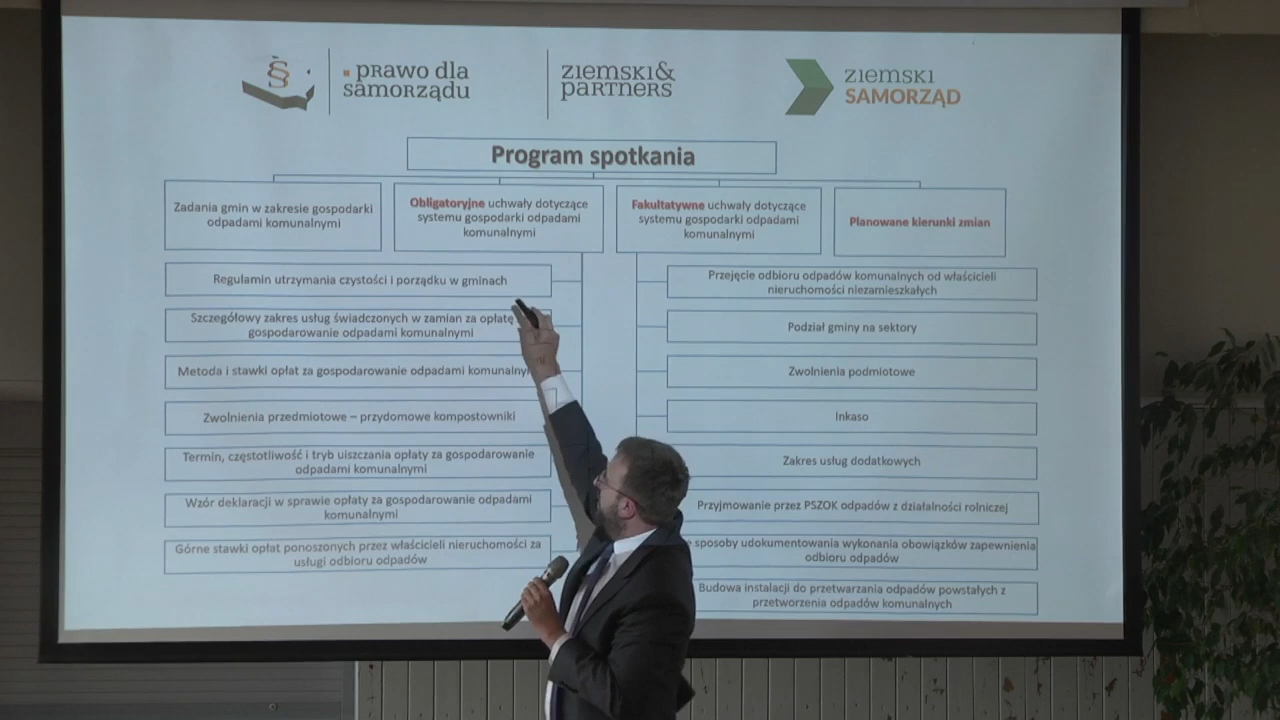 §
PRAWO dla
samorządu
ziemski&
partners
ziemski
SAMORZĄD
Program spotkania
Zadania gmin w zakresie gospodarki
odpadami komunalnymi
Obligatoryjne uchwały dotyczące
systemu gospodarki odpadami
komunalnymi
Fakultatywne uchwały dotyczące
systemu gospodarki odpadami
komunalnymi
Planowane kierunki zmian
Regulamin utrzymania czystości i porządku w gminach
Szczegółowy zakres usług świadczonych w zamian za opłatę
gospodarowanie odpadami komunalnymi
Metoda i stawki opłat za gospodarowanie odpadami
Zwolnienia przedmiotowe – przydomowe kompostowniki
Termin, częstotliwość i tryb uiszczania opłaty za gospodarowanie
odpadami komunalnymi
Wzór deklaracji w sprawie opłaty za gospodarowanie odpadami
komunalnymi
Górne stawki opłat ponoszonych przez właścicieli nieruchomości za
usługi odbioru odpadów
Przejęcie odbioru odpadów komunalnych od właścicieli
nieruchomości niezamieszkałych
Podział gminy na sektory
Zwolnienia podmiotowe
Inkaso
Zakres usług dodatkowych
Przyjmowanie przez PSZOK odpadów z działalności rolniczej
sposoby udokumentowania wykonania obowiązków zapewnienia
odbioru odpadów
Budowa instalacji do przetwarzania odpadów powstałych z
przetworzenia odpadów komunalnych